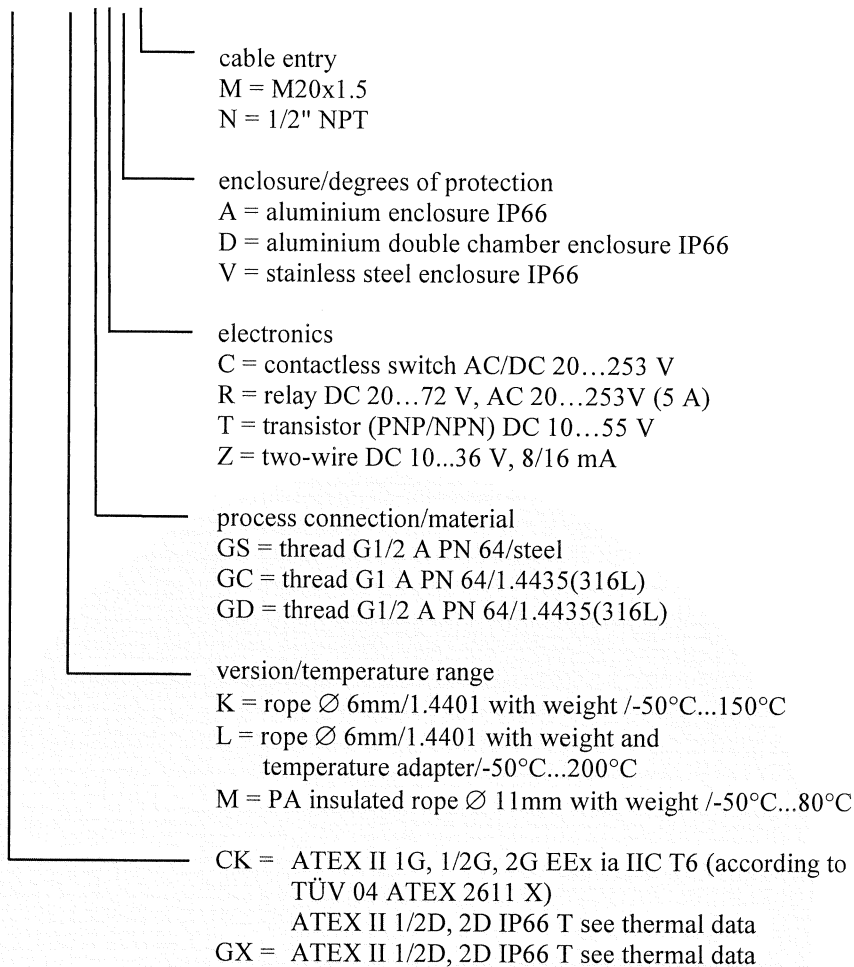 cable entry
M = M20x1.5
N = 1/2" NPT
enclosure/degrees of protection
A = aluminium enclosure IP66
D = aluminium double chamber enclosure IP66
V = stainless steel enclosure IP66
electronics
C = contactless switch AC/DC 20…253 V
R = relay DC 20…72 V, AC 20…253V (5 A)
T = transistor (PNP/NPN) DC 10…55 V
Z = two-wire DC 10...36 V, 8/16 mA
process connection/material
GS = thread G1/2 A PN 64/steel
GC = thread G1 A PN 64/1.4435(316L)
GD = thread G1/2 A PN 64/1.4435(316L)
version/temperature range
K = rope Ø 6mm/1.4401 with weight /-50°C...150°C
L = rope Ø 6mm/1.4401 with weight and
temperature adapter/-50°C...200°C
M = PA insulated rope Ø 11mm with weight /-50°C...80°C
CK = ATEX II 1G, 1/2G, 2G EEx ia IIC T6 (according to
TÜV 04 ATEX 2611 X)
ATEX II 1/2D, 2D IP66 T see thermal data
GX = ATEX II 1/2D, 2D IP66 T see thermal data